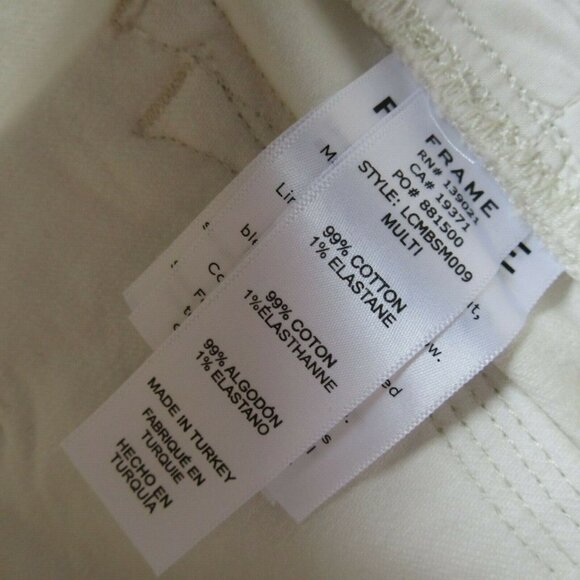 FRAME
RN# 139021
CA# 19371
PO# 881500
STYLE: LCMBSM009
MULTI
99% COTTON
1% ELASTANE
99% COTON
1%ELASTHANNE
99% ALGODÓN
1% ELASTANO
MADE IN TURKEY
FABRIQUÉ EN
TURQUIE
HECHO EN
TURQUÍA